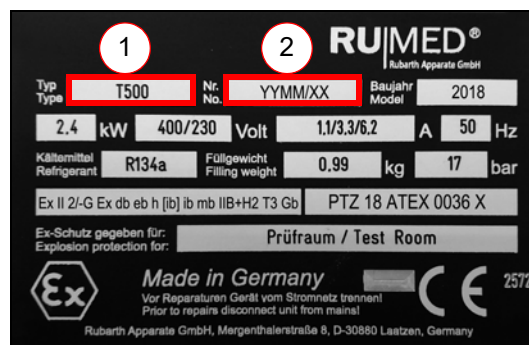 1 2
RUMED®
Rubarth Apparate GmbH
Typ Type T500 Nr. No. YYMM/XX Baujahr Model 2018
2.4 kW 400/230 Volt 1,1/3,3/6,2 A 50 Hz
Kältemittel Refrigerant R134a Füllgewicht Filling weight 0.99 kg 17 bar
Ex II 2/-G Ex db eb h [ib] ib mb IIB+H2 T3 Gb PTZ 18 ATEX 0036 X
Ex-Schutz gegeben für:
Explosion protection for: Prüfraum / Test Room
Ex Made in Germany CE 2572
Vor Reparaturen Gerät vom Stromnetz trennen!
Prior to repairs disconnect unit from mains!
Rubarth Apparate GmbH, Mergenthalerstraße 8, D-30880 Laatzen, Germany